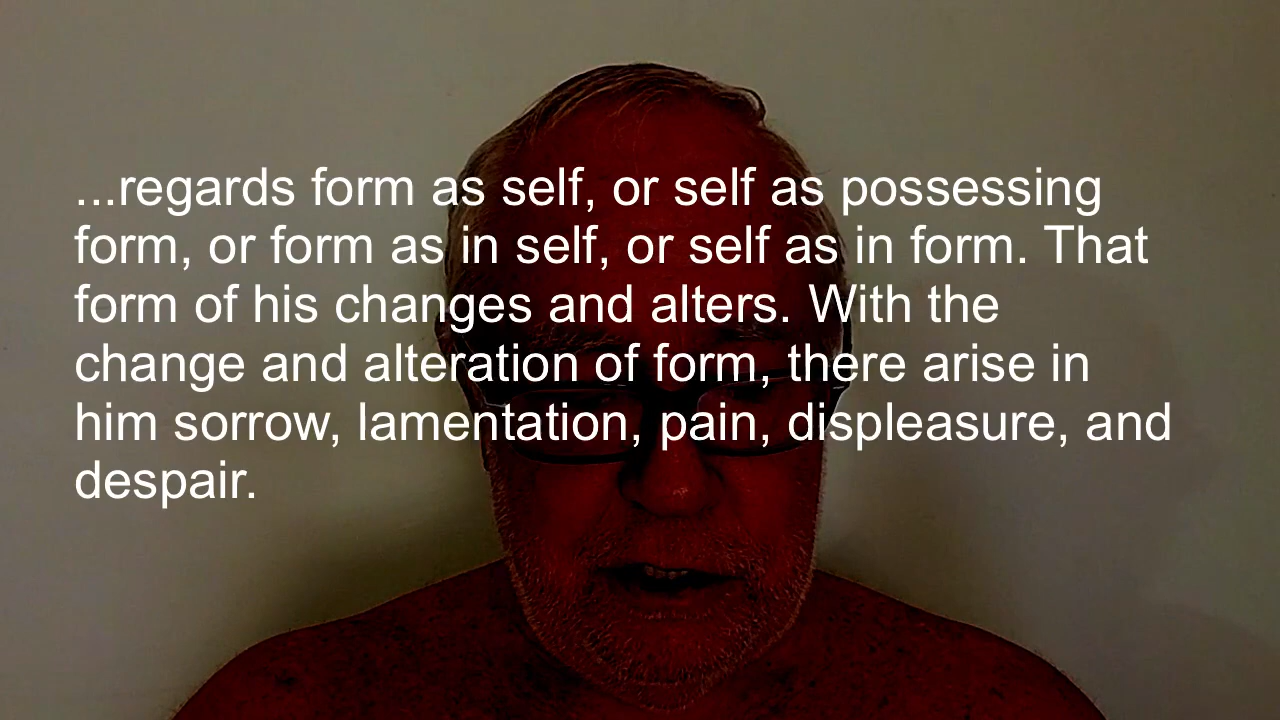 ...regards form as self, or self as possessing
form, or form as in self, or self as in form. That
form of his changes and alters. With the
change and alteration of form, there arise in
him sorrow, lamentation, pain, displeasure, and
despair.